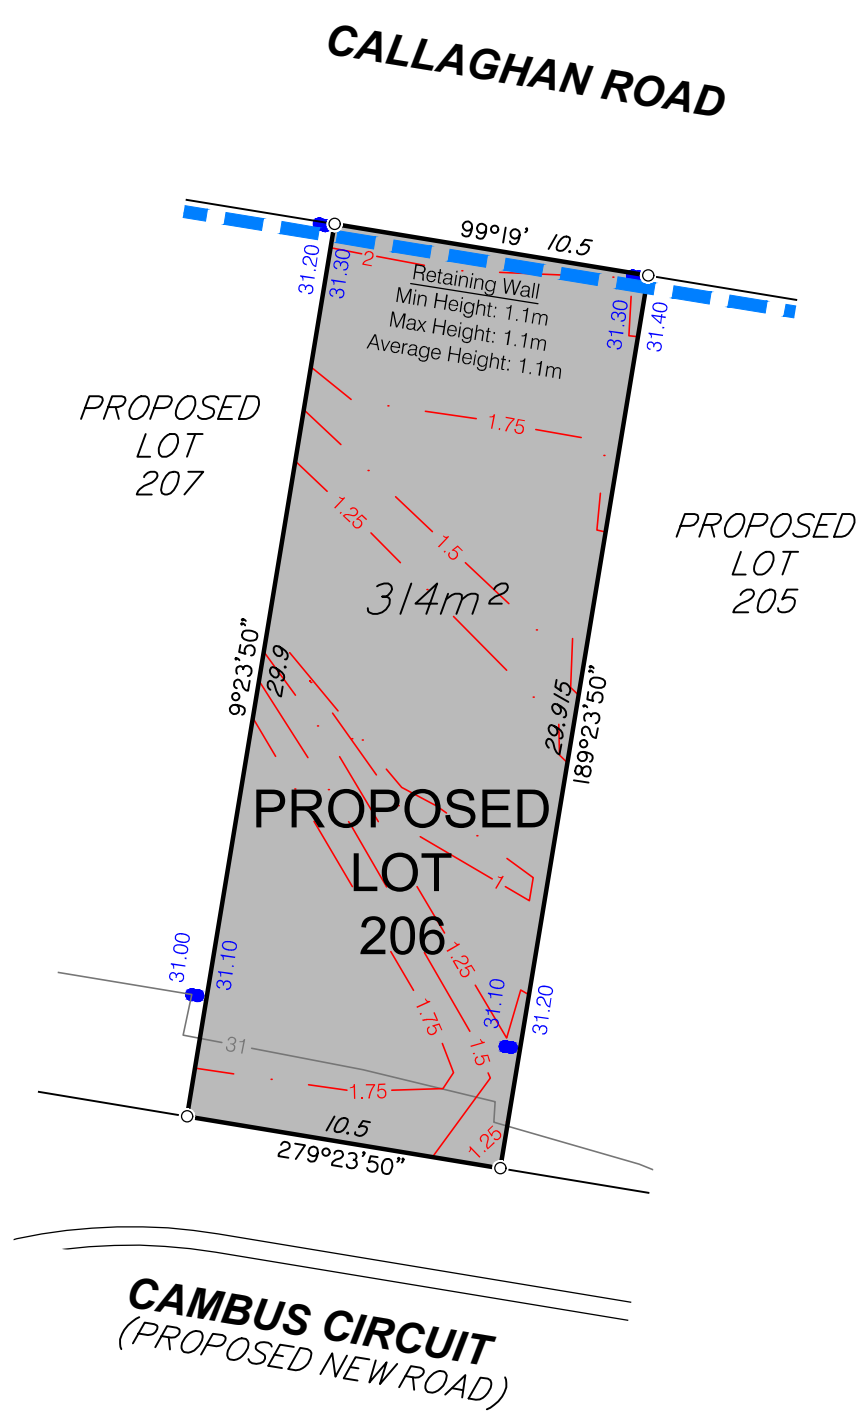 CALLAGHAN ROAD
99°19' 10.5
31.20
31.30
2
Retaining Wall
Min Height: 1.1m
Max Height: 1.1m
Average Height: 1.1m
31.30
31.40
PROPOSED
LOT
207
1.75
1.25
1.5
PROPOSED
LOT
205
314m²
9°23'50"
29.9
29.915
189°23'50"
PROPOSED
LOT
206
1
1.25
31.00
31.10
31.10
31.20
1.75
1.5
31
1.75
10.5
1.25
279°23'50"
CAMBUS CIRCUIT
(PROPOSED NEW ROAD)